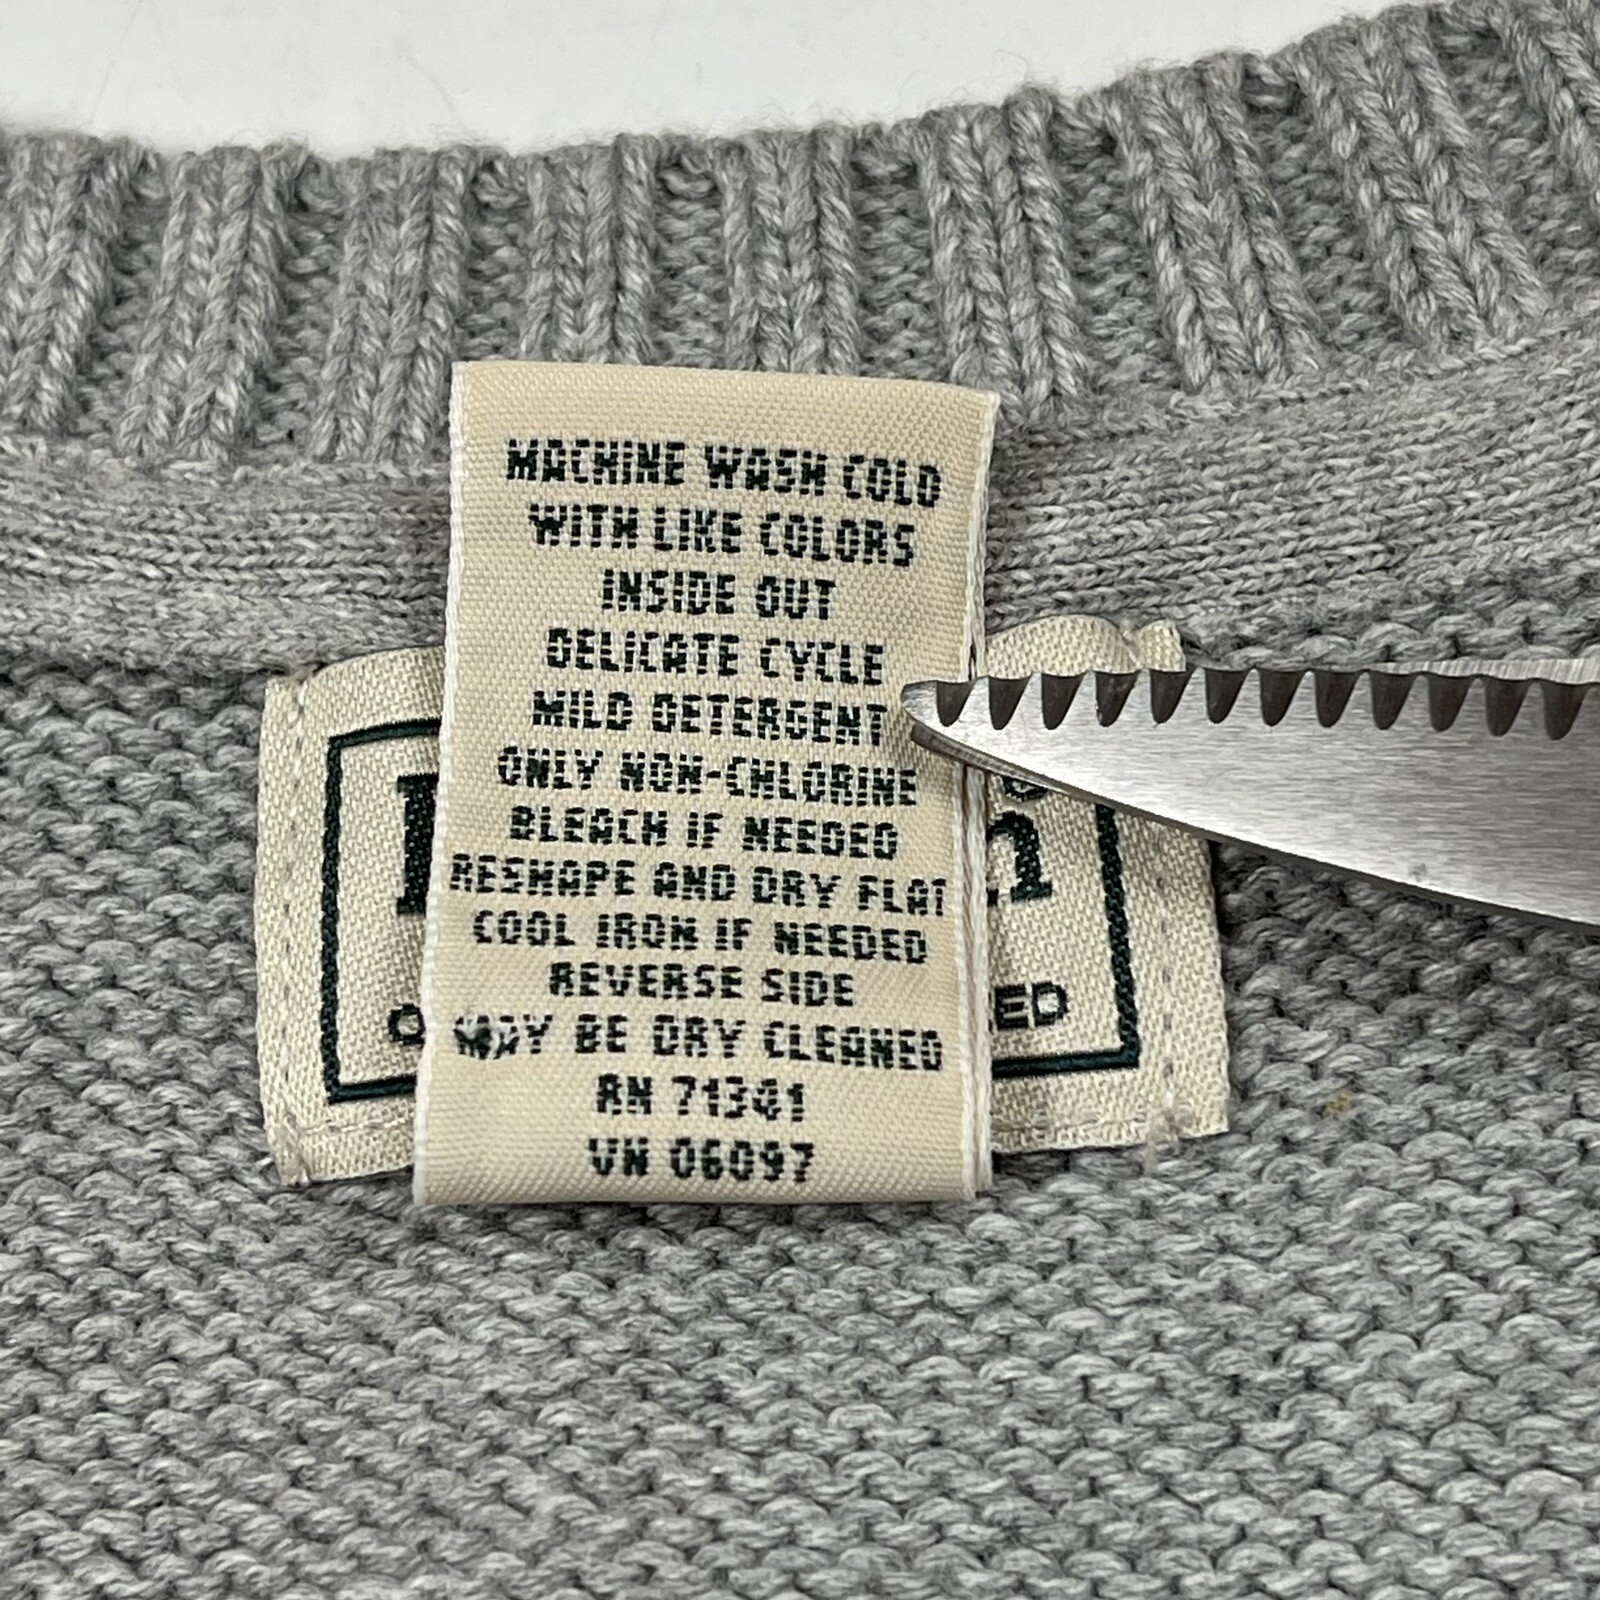 MACHINE WASH COLD
WITH LIKE COLORS
INSIDE OUT
DELICATE CYCLE
MILD DETERGENT
ONLY NON-CHLORINE
BLEACH IF NEEDED
RESHAPE AND DRY FLAT
COOL IRON IF NEEDED
REVERSE SIDE
MAY BE DRY CLEANED
RN 71341
VN 06097